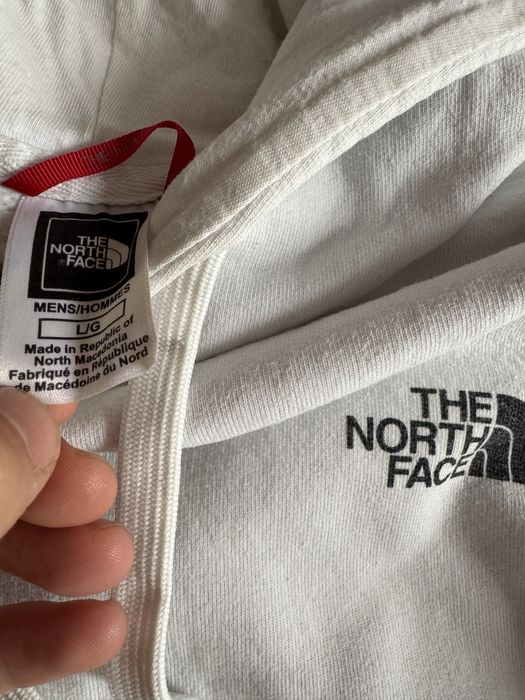 THE
NORTH
®FACE
MENS/HOMMES
L/G
Made in Republic of
North Macedonia
Fabriqué en République
de Macédoine du Nord
THE
NORTH
FACE